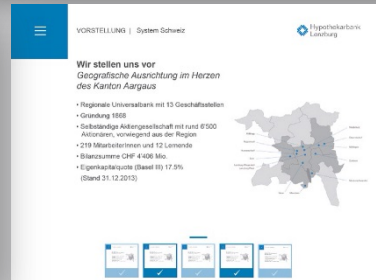 VORSTELLUNG | System Schweiz
Hypothekarbank
Lenzburg
Wir stellen uns vor
Geografische Ausrichtung im Herzen
des Kanton Aargaus
• Regionale Universalbank mit 13 Geschäftsstellen
• Gründung 1868
• Selbständige Aktiengesellschaft mit rund 6'500
Aktionären, vorwiegend aus der Region
• 219 MitarbeiterInnen und 12 Lernende
• Bilanzsumme CHF 4'406 Mio.
• Eigenkapitalquote (Basel III) 17.5%
(Stand 31.12.2013)